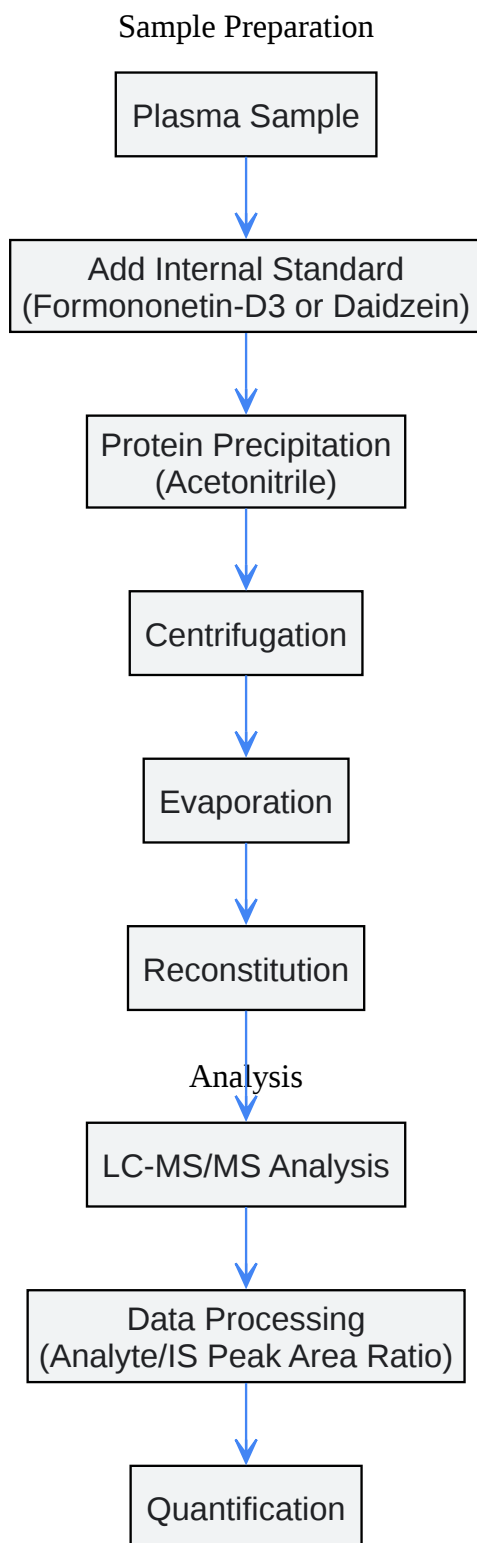 Sample Preparation
Plasma Sample
Add Internal Standard
(Formononetin-D3 or Daidzein)
Protein Precipitation
(Acetonitrile)
Centrifugation
Evaporation
Reconstitution
Analysis
LC-MS/MS Analysis
Data Processing
(Analyte/IS Peak Area Ratio)
Quantification